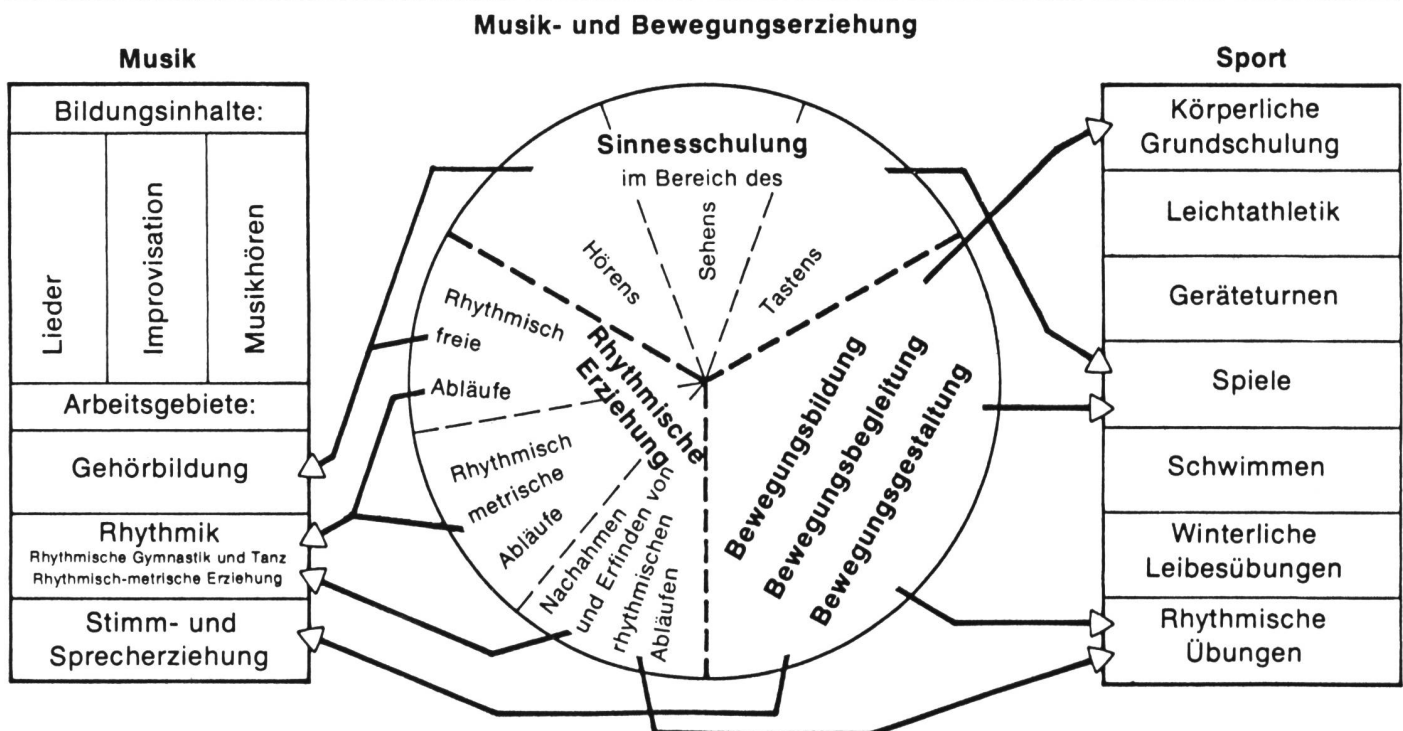 Musik- und Bewegungserziehung
Musik
Bildungsinhalte:
Lieder
Improvisation
Musikhören
Arbeitsgebiete:
Gehörbildung
Rhythmik
Rhythmische Gymnastik und Tanz
Rhythmisch-metrische Erziehung
Stimm- und
Sprecherziehung
Sinnesschulung
im Bereich des
Hörens
Sehens
Tastens
Rhythmische
Erziehung
Rhythmisch
freie
Abläufe
Rhythmisch
metrische
Abläufe
Nachahmen
und Erfinden von
rhythmischen
Abläufen
Bewegungsbildung
Bewegungsbegleitung
Bewegungsgestaltung
Sport
Körperliche
Grundschulung
Leichtathletik
Geräteturnen
Spiele
Schwimmen
Winterliche
Leibesübungen
Rhythmische
Übungen